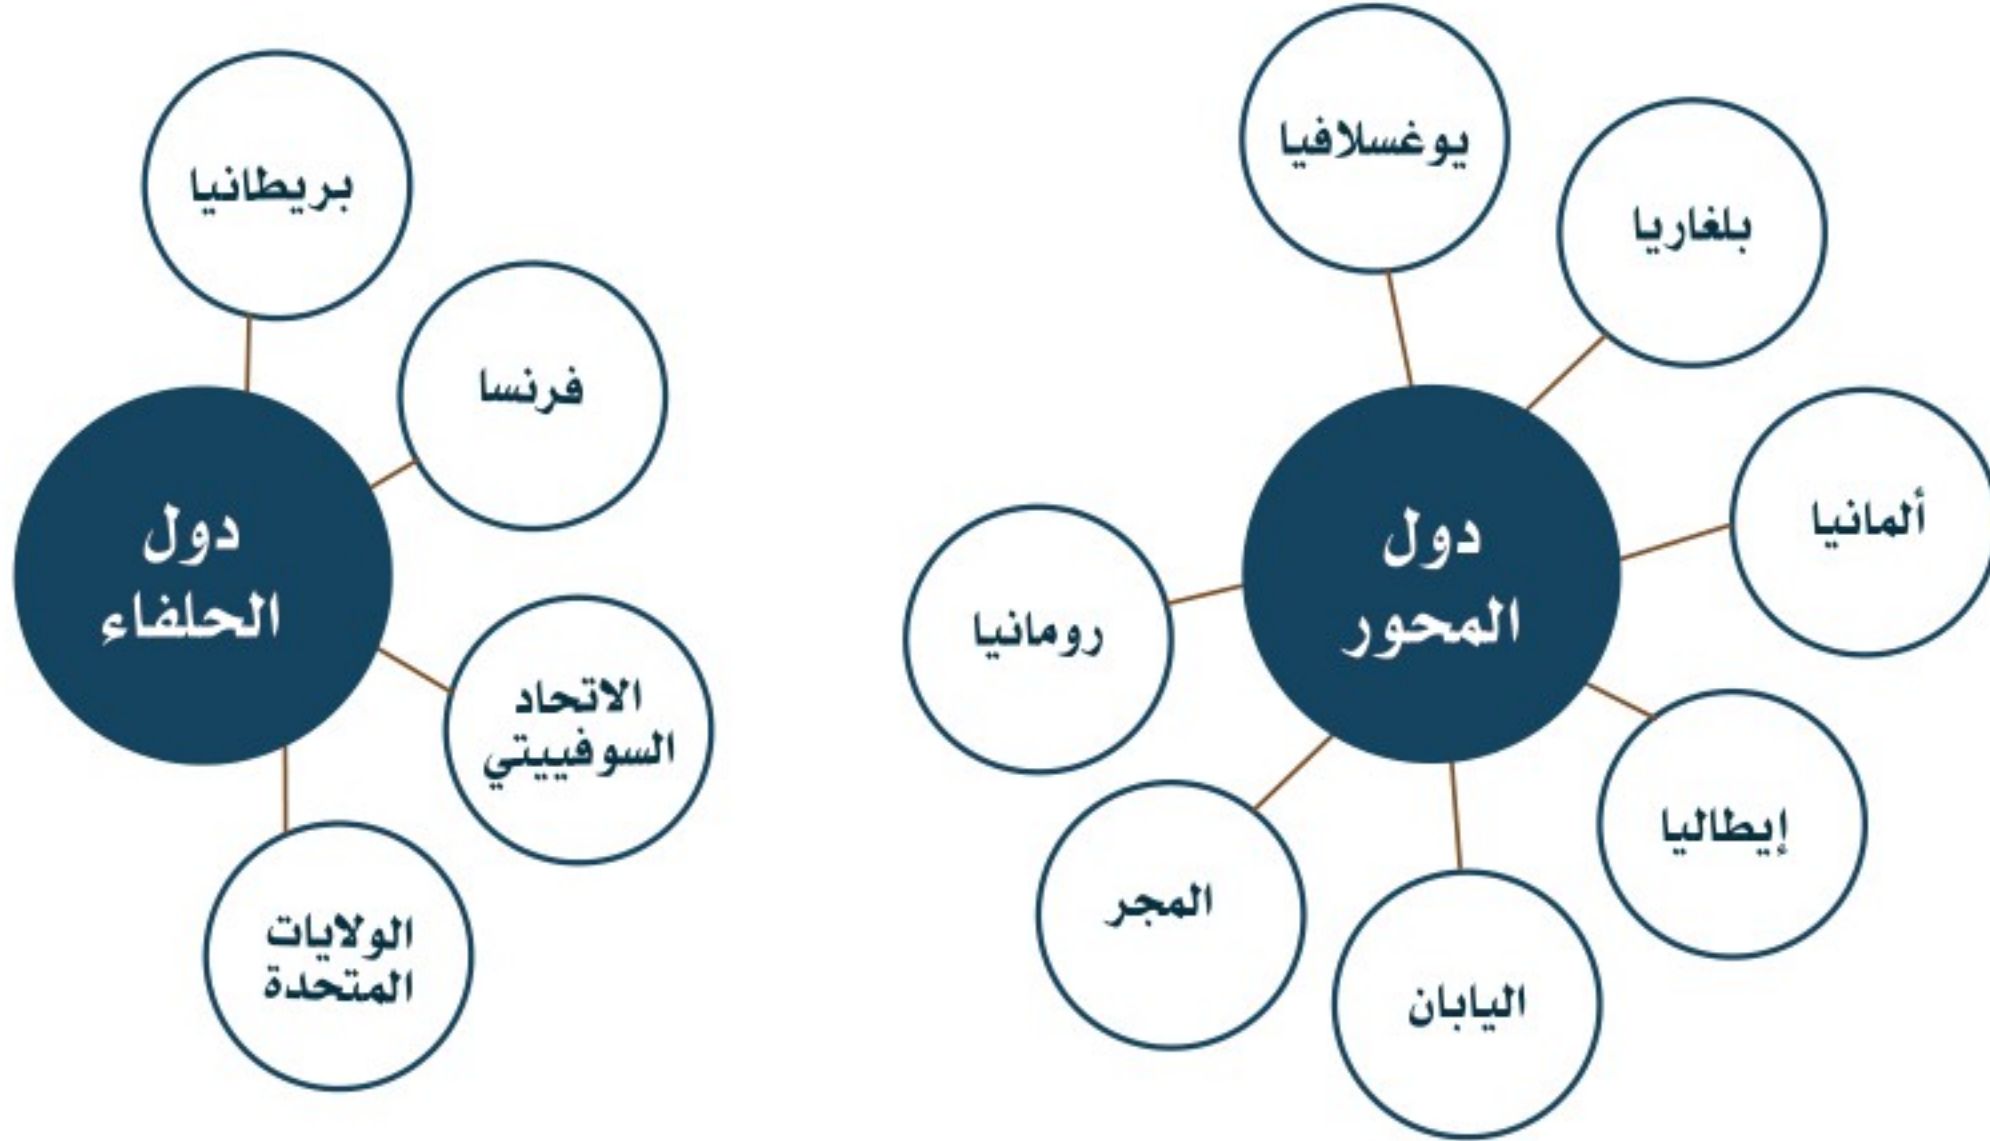 دول
المحور
يوغسلافيا
بلغاريا
ألمانيا
إيطاليا
اليابان
المجر
رومانيا
دول
الحلفاء
بريطانيا
فرنسا
الاتحاد
السوفييتي
الولايات
المتحدة